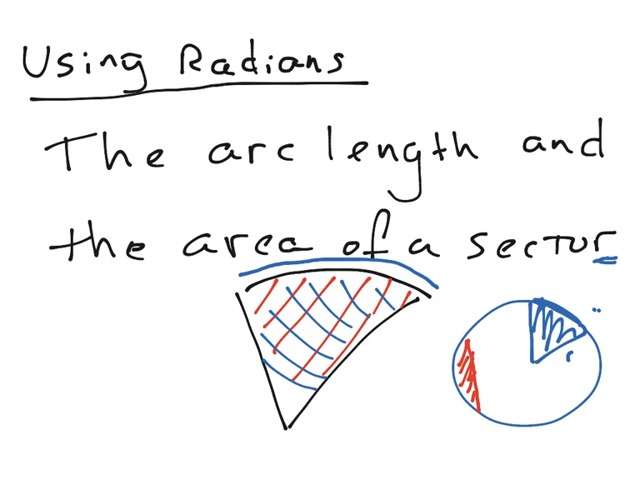 Using Radians
The arc length and
the area of a sector